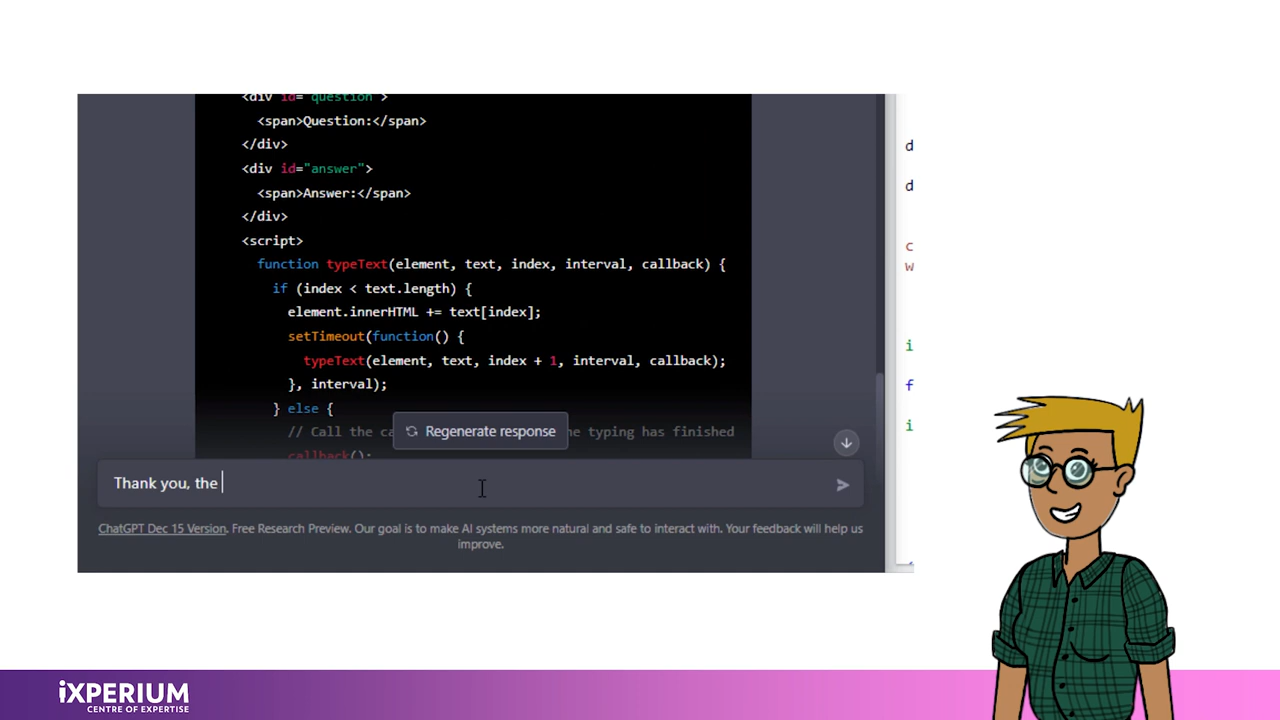 <div id="question">
<span>Question:</span>
</div>
<div id="answer">
<span>Answer:</span>
</div>
<script>
function typeText(element, text, index, interval, callback) {
if (index < text.length) {
element.innerHTML += text[index];
setTimeout(function() {
typeText(element, text, index + 1, interval, callback);
}, interval);
} else {
// Call the ca
Regenerate response
e typing has finished
callback();
Thank you, the
ChatGPT Dec 15 Version. Free Research Preview. Our goal is to make AI systems more natural and safe to interact with. Your feedback will help us
improve.
d
d
c
w
i
f
i
iXPERIUM
CENTRE OF EXPERTISE